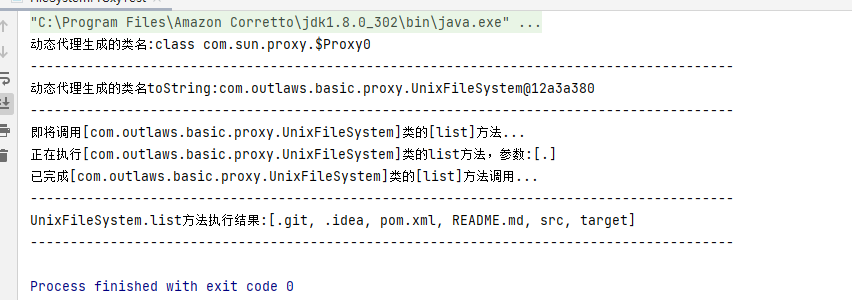 "C:\Program Files\Amazon Corretto\jdk1.8.0_302\bin\java.exe" ...
动态代理生成的类名:class com.sun.proxy.$Proxy0
--------------------------------------------------------------------------------
动态代理生成的类名toString:com.outlaws.basic.proxy.UnixFileSystem@12a3a380
--------------------------------------------------------------------------------
即将调用[com.outlaws.basic.proxy.UnixFileSystem]类的[list]方法...
正在执行[com.outlaws.basic.proxy.UnixFileSystem]类的list方法，参数:[.]
已完成[com.outlaws.basic.proxy.UnixFileSystem]类的[list]方法调用...
--------------------------------------------------------------------------------
UnixFileSystem.list方法执行结果:[.git, .idea, pom.xml, README.md, src, target]
--------------------------------------------------------------------------------
Process finished with exit code 0